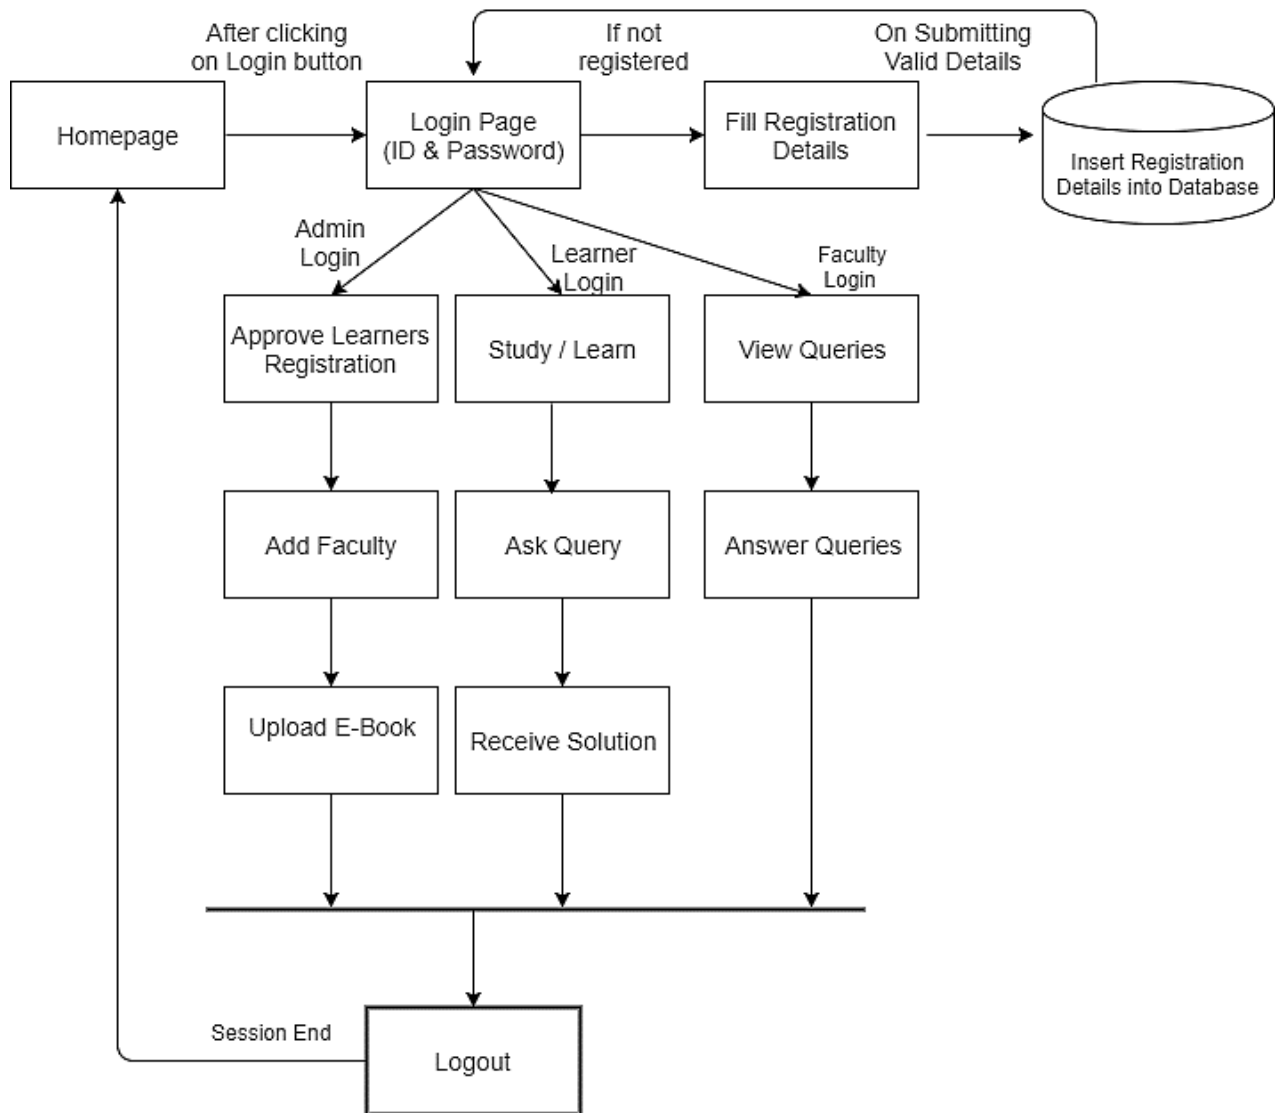 After clicking
on Login button
If not
registered
On Submitting
Valid Details
Homepage
Login Page
(ID & Password)
Fill Registration
Details
Insert Registration
Details into Database
Admin
Login
Learner
Login
Faculty
Login
Approve Learners
Registration
Study / Learn
View Queries
Add Faculty
Ask Query
Answer Queries
Upload E-Book
Receive Solution
Session End
Logout